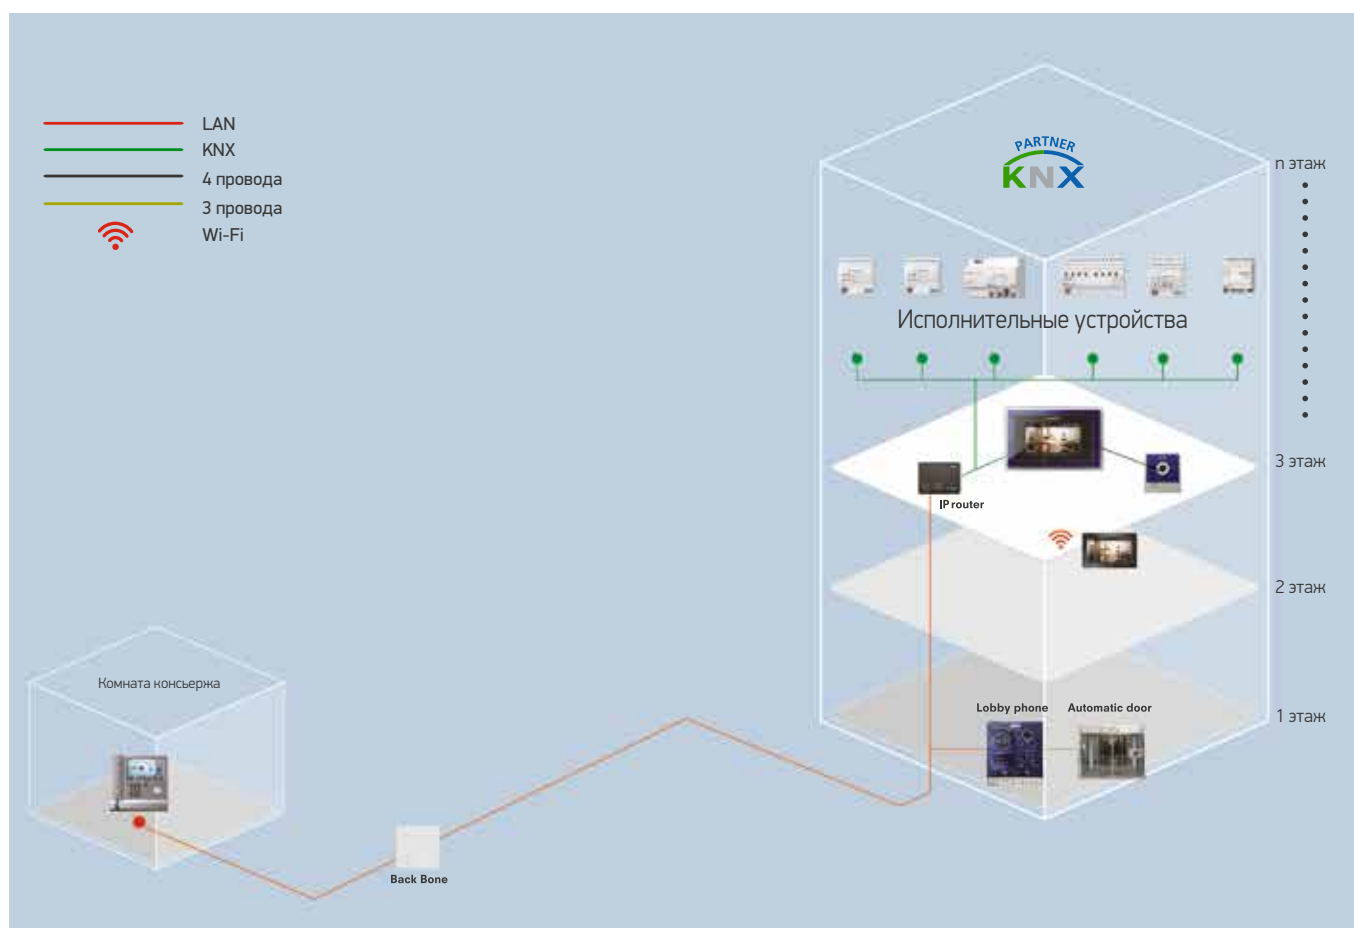 LAN
KNX
4 провода
3 провода
Wi-Fi
PARTNER
KNX
n этаж
Исполнительные устройства
3 этаж
IP router
2 этаж
Комната консьержа
Lobby phone
Automatic door
1 этаж
Back Bone